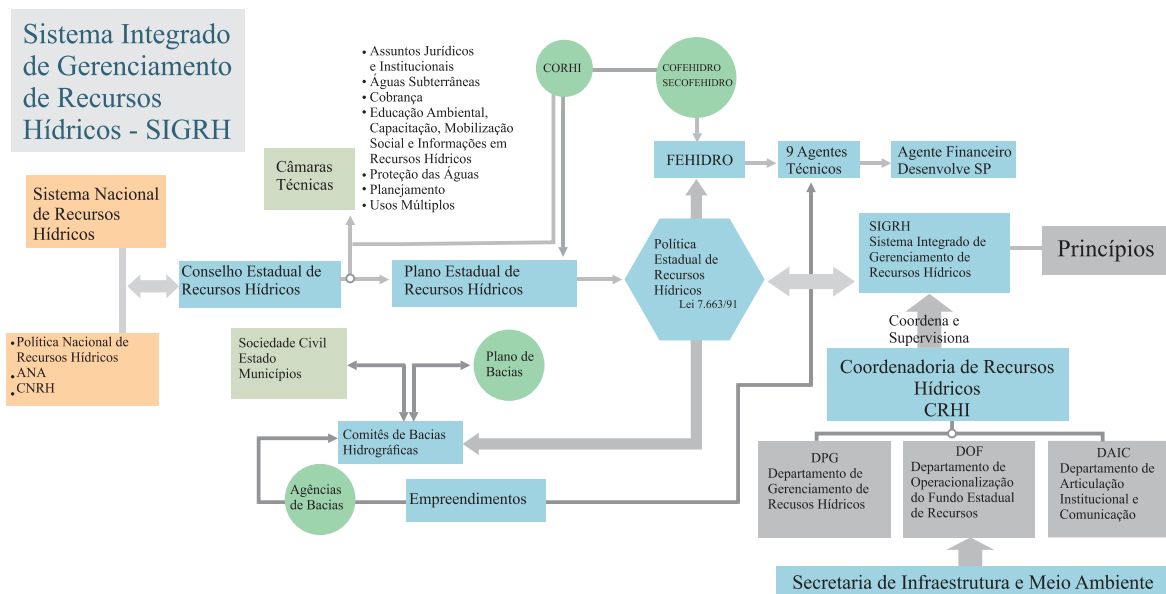 Sistema Integrado
de Gerenciamento
de Recursos
Hídricos - SIGRH
• Assuntos Jurídicos
e Institucionais
• Águas Subterrâneas
• Cobrança
• Educação Ambiental,
Capacitação, Mobilização
Social e Informações em
Recursos Hídricos
• Proteção das Águas
• Planejamento
• Usos Múltiplos
CORHI
COFEHIDRO
SECOFEHIDRO
Câmaras
Técnicas
FEHIDRO
9 Agentes
Técnicos
Agente Financeiro
Desenvolve SP
Sistema Nacional
de Recursos
Hídricos
Conselho Estadual de
Recursos Hídricos
Plano Estadual de
Recursos Hídricos
Política
Estadual de
Recursos
Hídricos
Lei 7.663/91
SIGRH
Sistema Integrado de
Gerenciamento de
Recursos Hídricos
Princípios
•Política Nacional de
Recursos Hídricos
•ANA
•CNRH
Sociedade Civil
Estado
Municípios
Plano de
Bacias
Coordena e
Supervisiona
Coordenadoria de Recursos
Hídricos
CRHI
Comitês de Bacias
Hidrográficas
Agências
de Bacias
Empreendimentos
DPG
Departamento de
Gerenciamento de
Recusos Hídricos
DOF
Departamento de
Operacionalização
do Fundo Estadual
de Recursos
DAIC
Departamento de
Articulação
Institucional e
Comunicação
Secretaria de Infraestrutura e Meio Ambiente